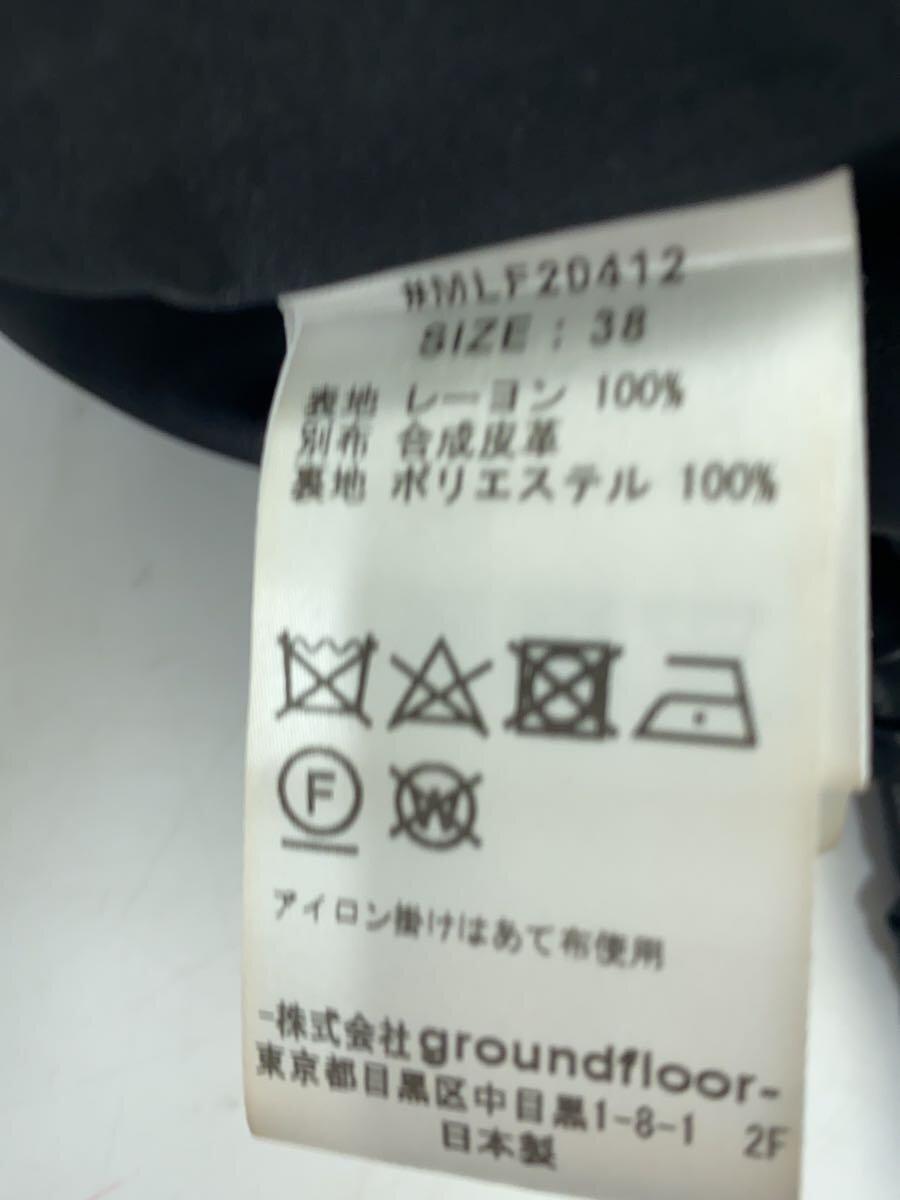 #MLF20412
SIZE : 38
表地 レーヨン 100%
別布 合成皮革
裏地 ポリエステル 100%
F
W
アイロン掛けはあて布使用
-株式会社groundfloor-
東京都目黒区中目黒1-8-1 2F
日本製